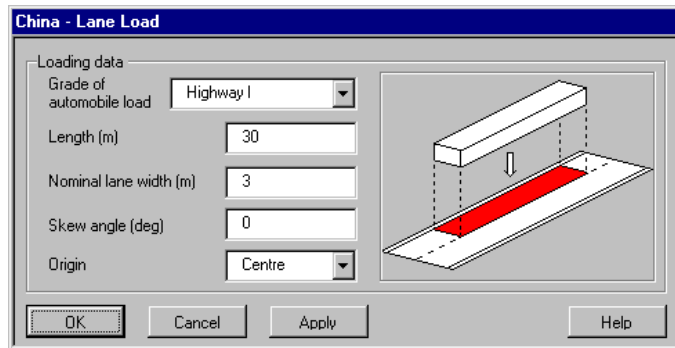 China - Lane Load
Loading data
Grade of
automobile load
Highway I
Length (m)
30
Nominal lane width (m)
3
Skew angle (deg)
0
Origin
Centre
OK
Cancel
Apply
Help